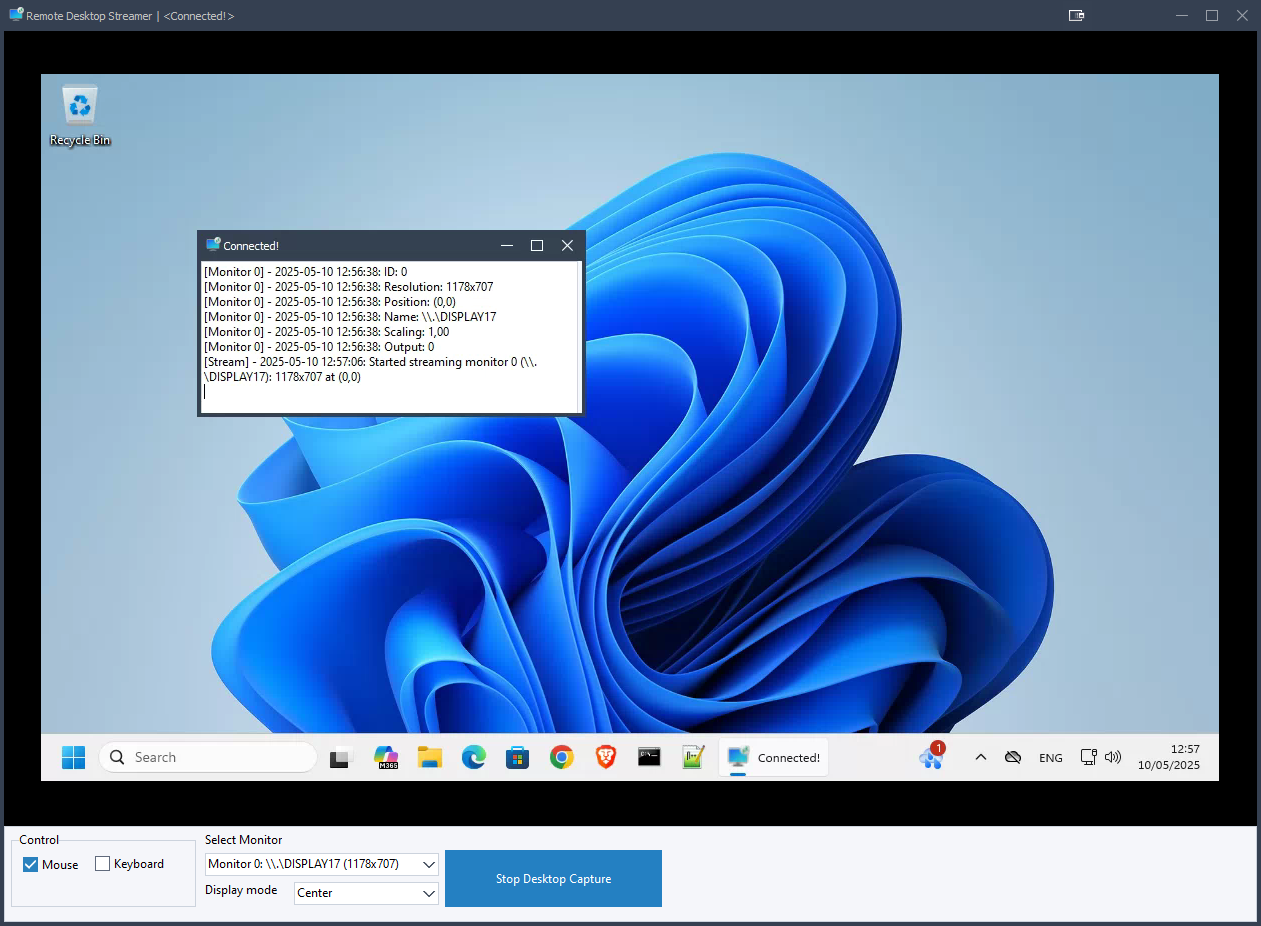 Remote Desktop Streamer | <Connected!>
Recycle Bin
Connected!
[Monitor 0] - 2025-05-10 12:56:38: ID: 0
[Monitor 0] - 2025-05-10 12:56:38: Resolution: 1178x707
[Monitor 0] - 2025-05-10 12:56:38: Position: (0,0)
[Monitor 0] - 2025-05-10 12:56:38: Name: \\.\DISPLAY17
[Monitor 0] - 2025-05-10 12:56:38: Scaling: 1,00
[Monitor 0] - 2025-05-10 12:56:38: Output: 0
[Stream] - 2025-05-10 12:57:06: Started streaming monitor 0 (\\.
\DISPLAY17): 1178x707 at (0,0)
Search
M365
Connected!
1
ENG
12:57
10/05/2025
Control
Mouse
Keyboard
Select Monitor
Monitor 0: \\.\DISPLAY17 (1178x707)
Display mode
Center
Stop Desktop Capture